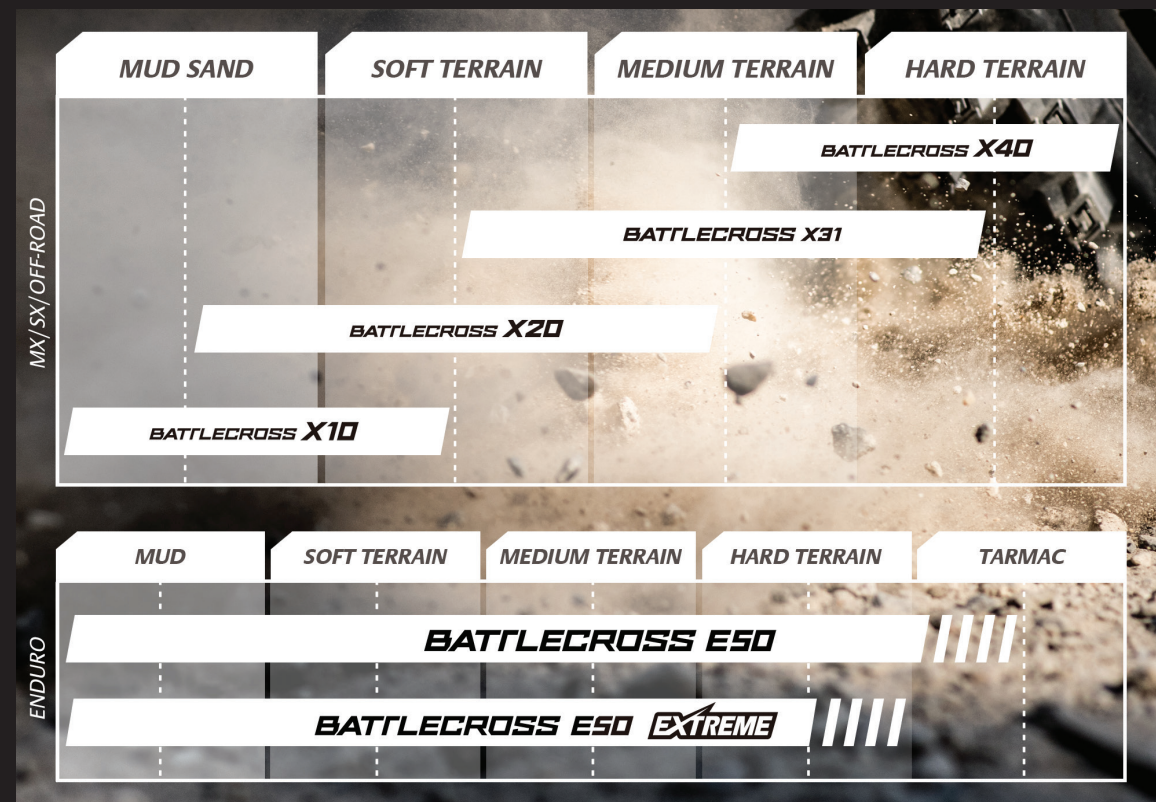 MUD SAND
SOFT TERRAIN
MEDIUM TERRAIN
HARD TERRAIN
MX/SX/OFF-ROAD
BATTLECROSS X40
BATTLECROSS X31
BATTLECROSS X20
BATTLECROSS X10
MUD
SOFT TERRAIN
MEDIUM TERRAIN
HARD TERRAIN
TARMAC
ENDURO
BATTLECROSS E50
BATTLECROSS E50 EXTREME